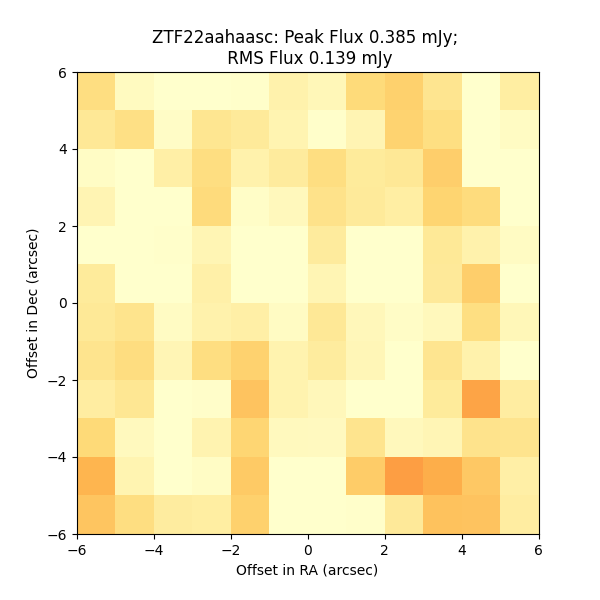 ZTF22aahaasc: Peak Flux 0.385 mJy;
RMS Flux 0.139 mJy
6
4
2
0
−2
−4
−6
Offset in Dec (arcsec)
−6 −4 −2 0 2 4 6
Offset in RA (arcsec)